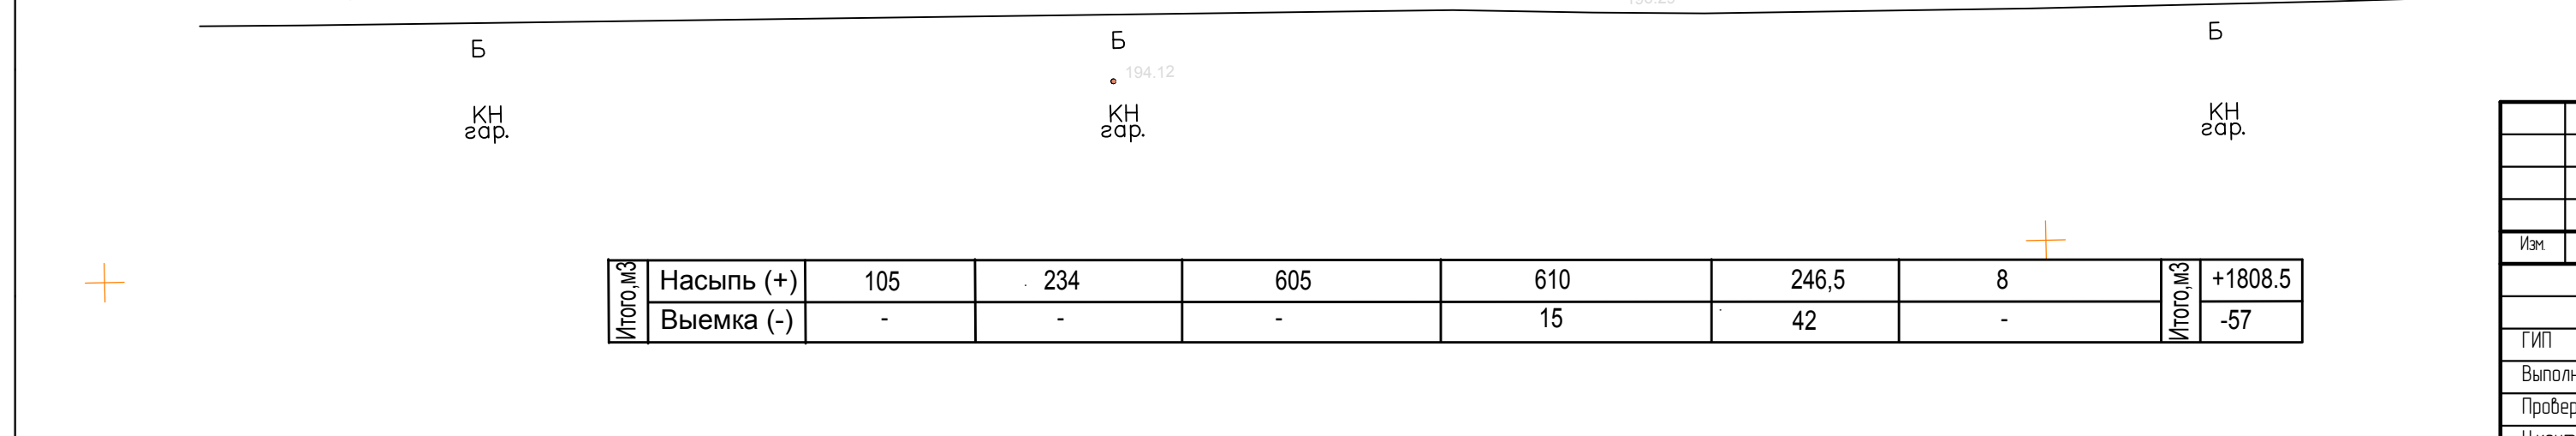 Б
Б
Б
194.12
КН
гар.
КН
гар.
КН
гар.
Изм.
Итого,м3 Насыпь (+) 105 234 605 610 246,5 8 Итого,м3 +1808.5
Выемка (-) - - - 15 42 - -57
ГИП